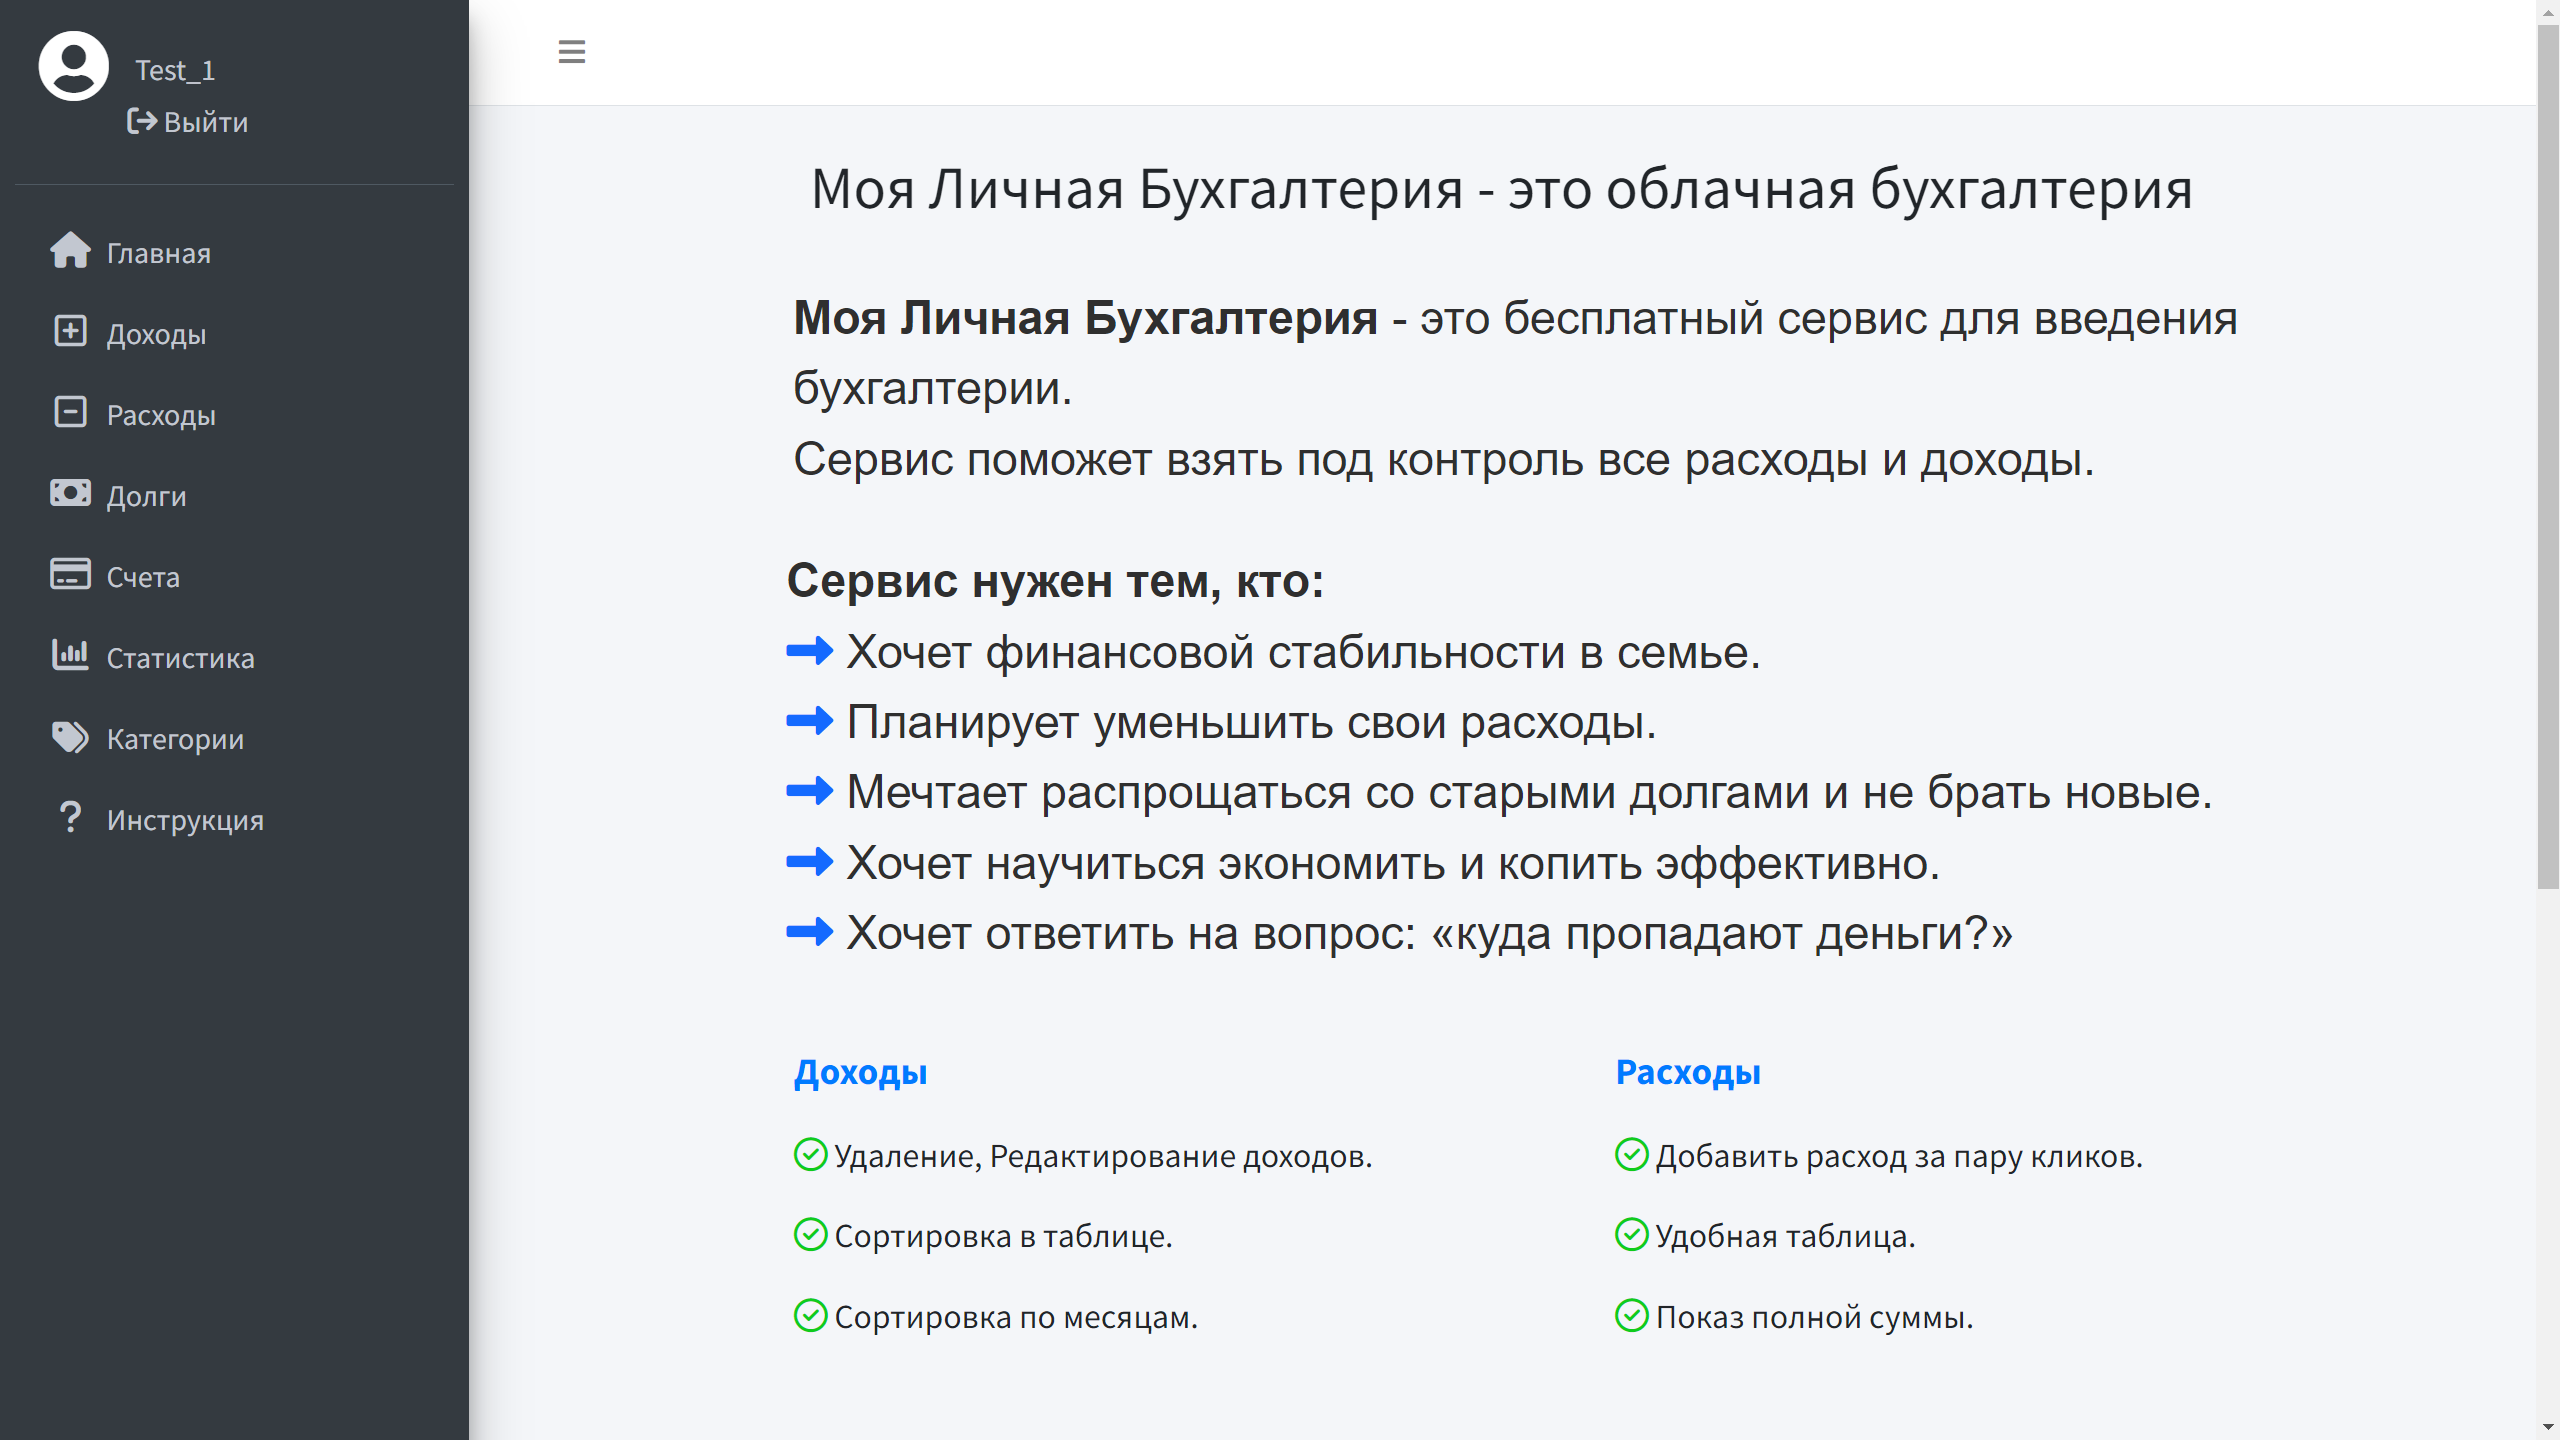 Test_1
Выйти
Главная
Доходы
Расходы
Долги
Счета
Статистика
Категории
Инструкция
Моя Личная Бухгалтерия - это облачная бухгалтерия
Моя Личная Бухгалтерия - это бесплатный сервис для введения
бухгалтерии.
Сервис поможет взять под контроль все расходы и доходы.
Сервис нужен тем, кто:
Хочет финансовой стабильности в семье.
Планирует уменьшить свои расходы.
Мечтает распрощаться со старыми долгами и не брать новые.
Хочет научиться экономить и копить эффективно.
Хочет ответить на вопрос: «куда пропадают деньги?»
Доходы
Удаление, Редактирование доходов.
Сортировка в таблице.
Сортировка по месяцам.
Расходы
Добавить расход за пару кликов.
Удобная таблица.
Показ полной суммы.